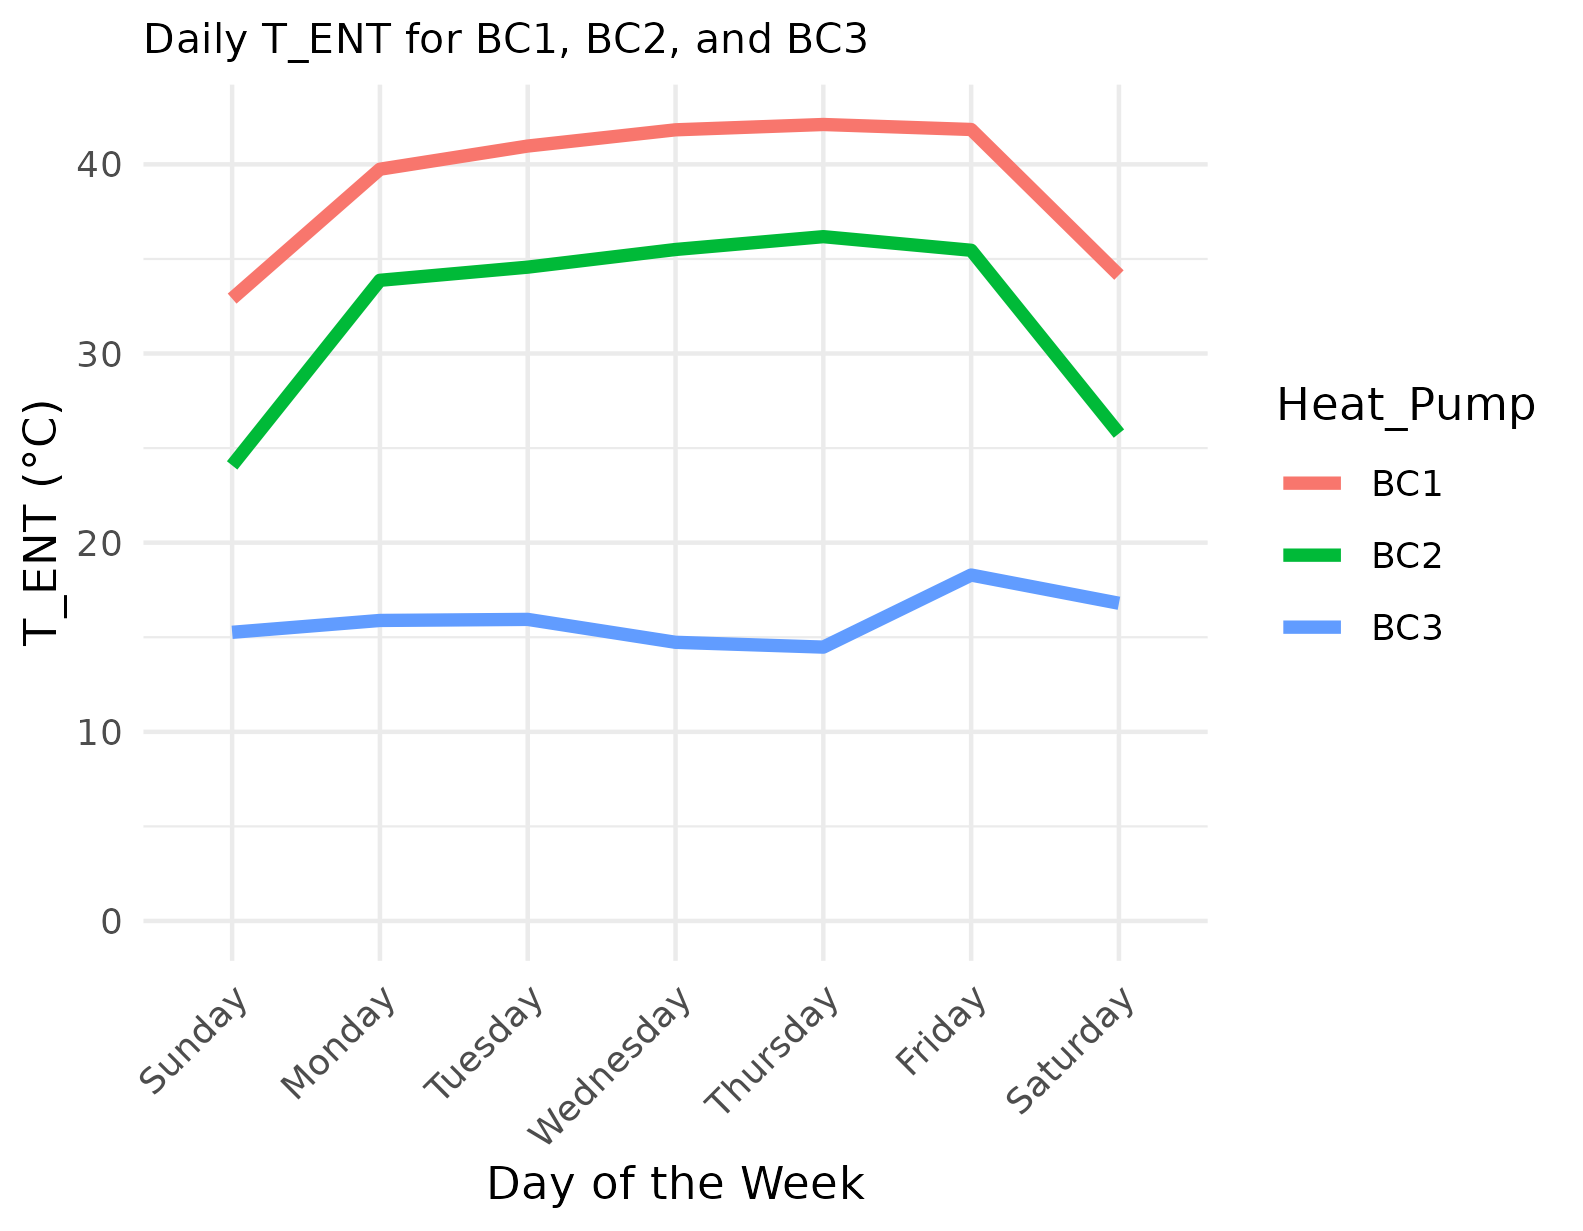 Daily T_ENT for BC1, BC2, and BC3
T_ENT (°C)
40
30
20
10
0
Sunday
Monday
Tuesday
Wednesday
Thursday
Friday
Saturday
Day of the Week
Heat_Pump
BC1
BC2
BC3